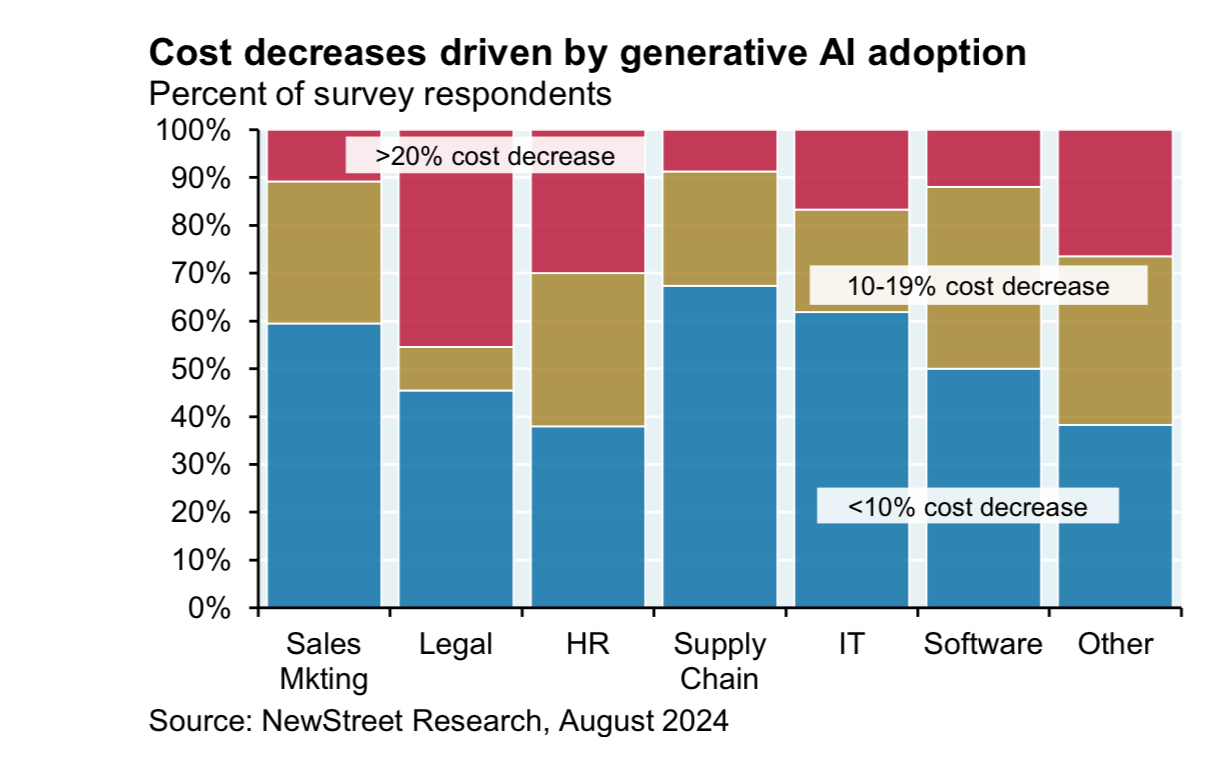 Cost decreases driven by generative AI adoption
Percent of survey respondents
100%
>20% cost decrease
90%
80%
70%
10-19% cost decrease
60%
50%
40%
30%
20%
<10% cost decrease
10%
0%
Sales Legal HR Supply IT Software Other
Mkting Chain
Source: NewStreet Research, August 2024